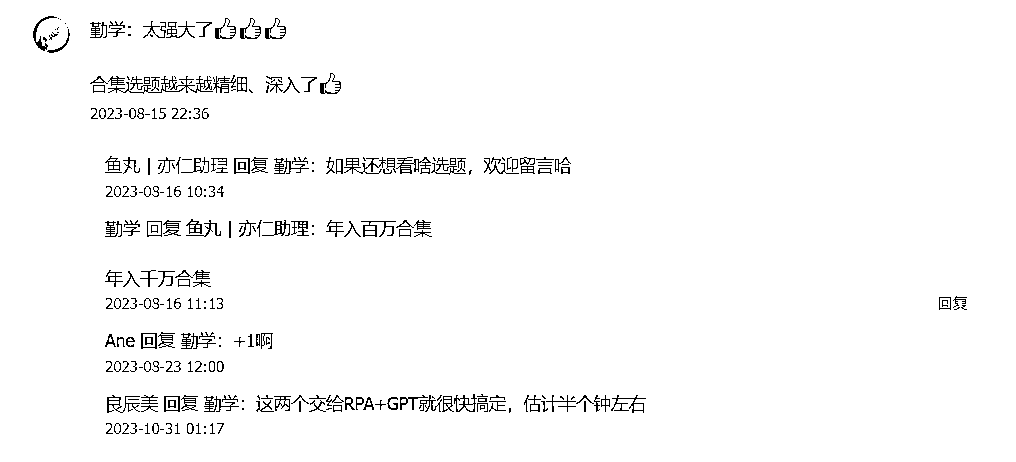 勤学：太强大了👍👍👍
合集选题越来越精细、深入了👍
2023-08-15 22:36
鱼丸 | 亦仁助理 回复 勤学：如果还想看啥选题，欢迎留言哈
2023-08-16 10:34
勤学 回复 鱼丸 | 亦仁助理：年入百万合集
年入千万合集
2023-08-16 11:13 回复
Ane 回复 勤学：+1啊
2023-08-23 12:00
良辰美 回复 勤学：这两个交给RPA+GPT就很快搞定，估计半个钟左右
2023-10-31 01:17